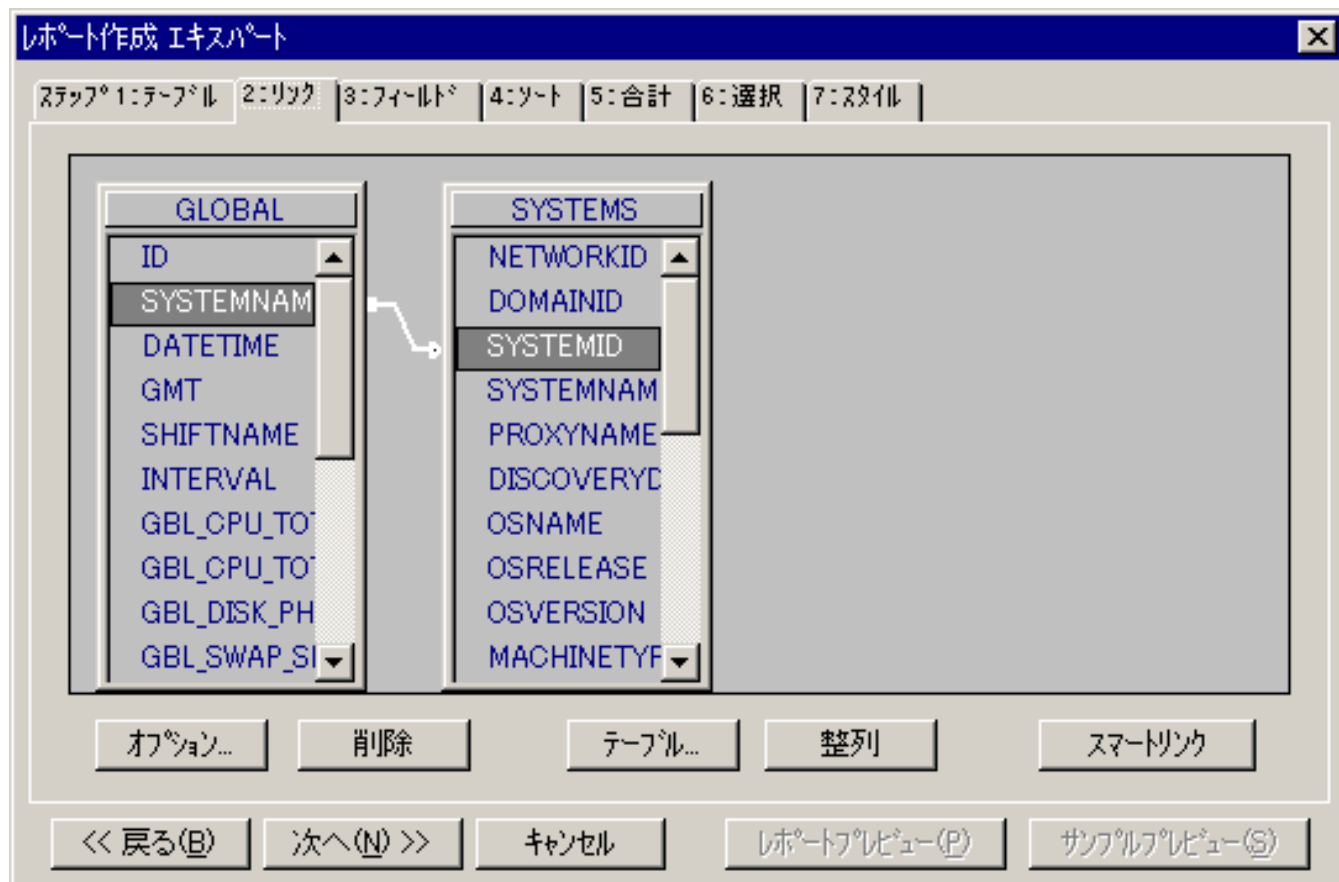 レポート作成 エキスパート
ステップ1:テーブル 2:リンク 3:フィールド 4:ソート 5:合計 6:選択 7:スタイル
GLOBAL
ID
SYSTEMNAM
DATETIME
GMT
SHIFTNAME
INTERVAL
GBL_CPU_TOT
GBL_CPU_TOT
GBL_DISK_PH
GBL_SWAP_S
SYSTEMS
NETWORKID
DOMAINID
SYSTEMID
SYSTEMNAM
PROXYNAME
DISCOVERYD
OSNAME
OSRELEASE
OSVERSION
MACHINETYP
オプション... 削除 テーブル... 整列 スマートリンク
<< 戻る(B) 次へ(N) >> キャンセル レポートプレビュー(P) サンプルプレビュー(S)